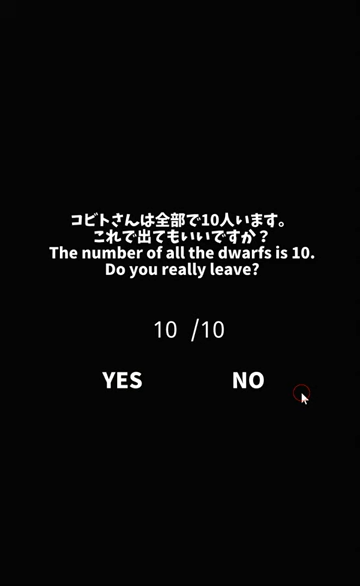 コビトさんは全部で10人います。
これで出てもいいですか？
The number of all the dwarfs is 10.
Do you really leave?
10 /10
YES NO